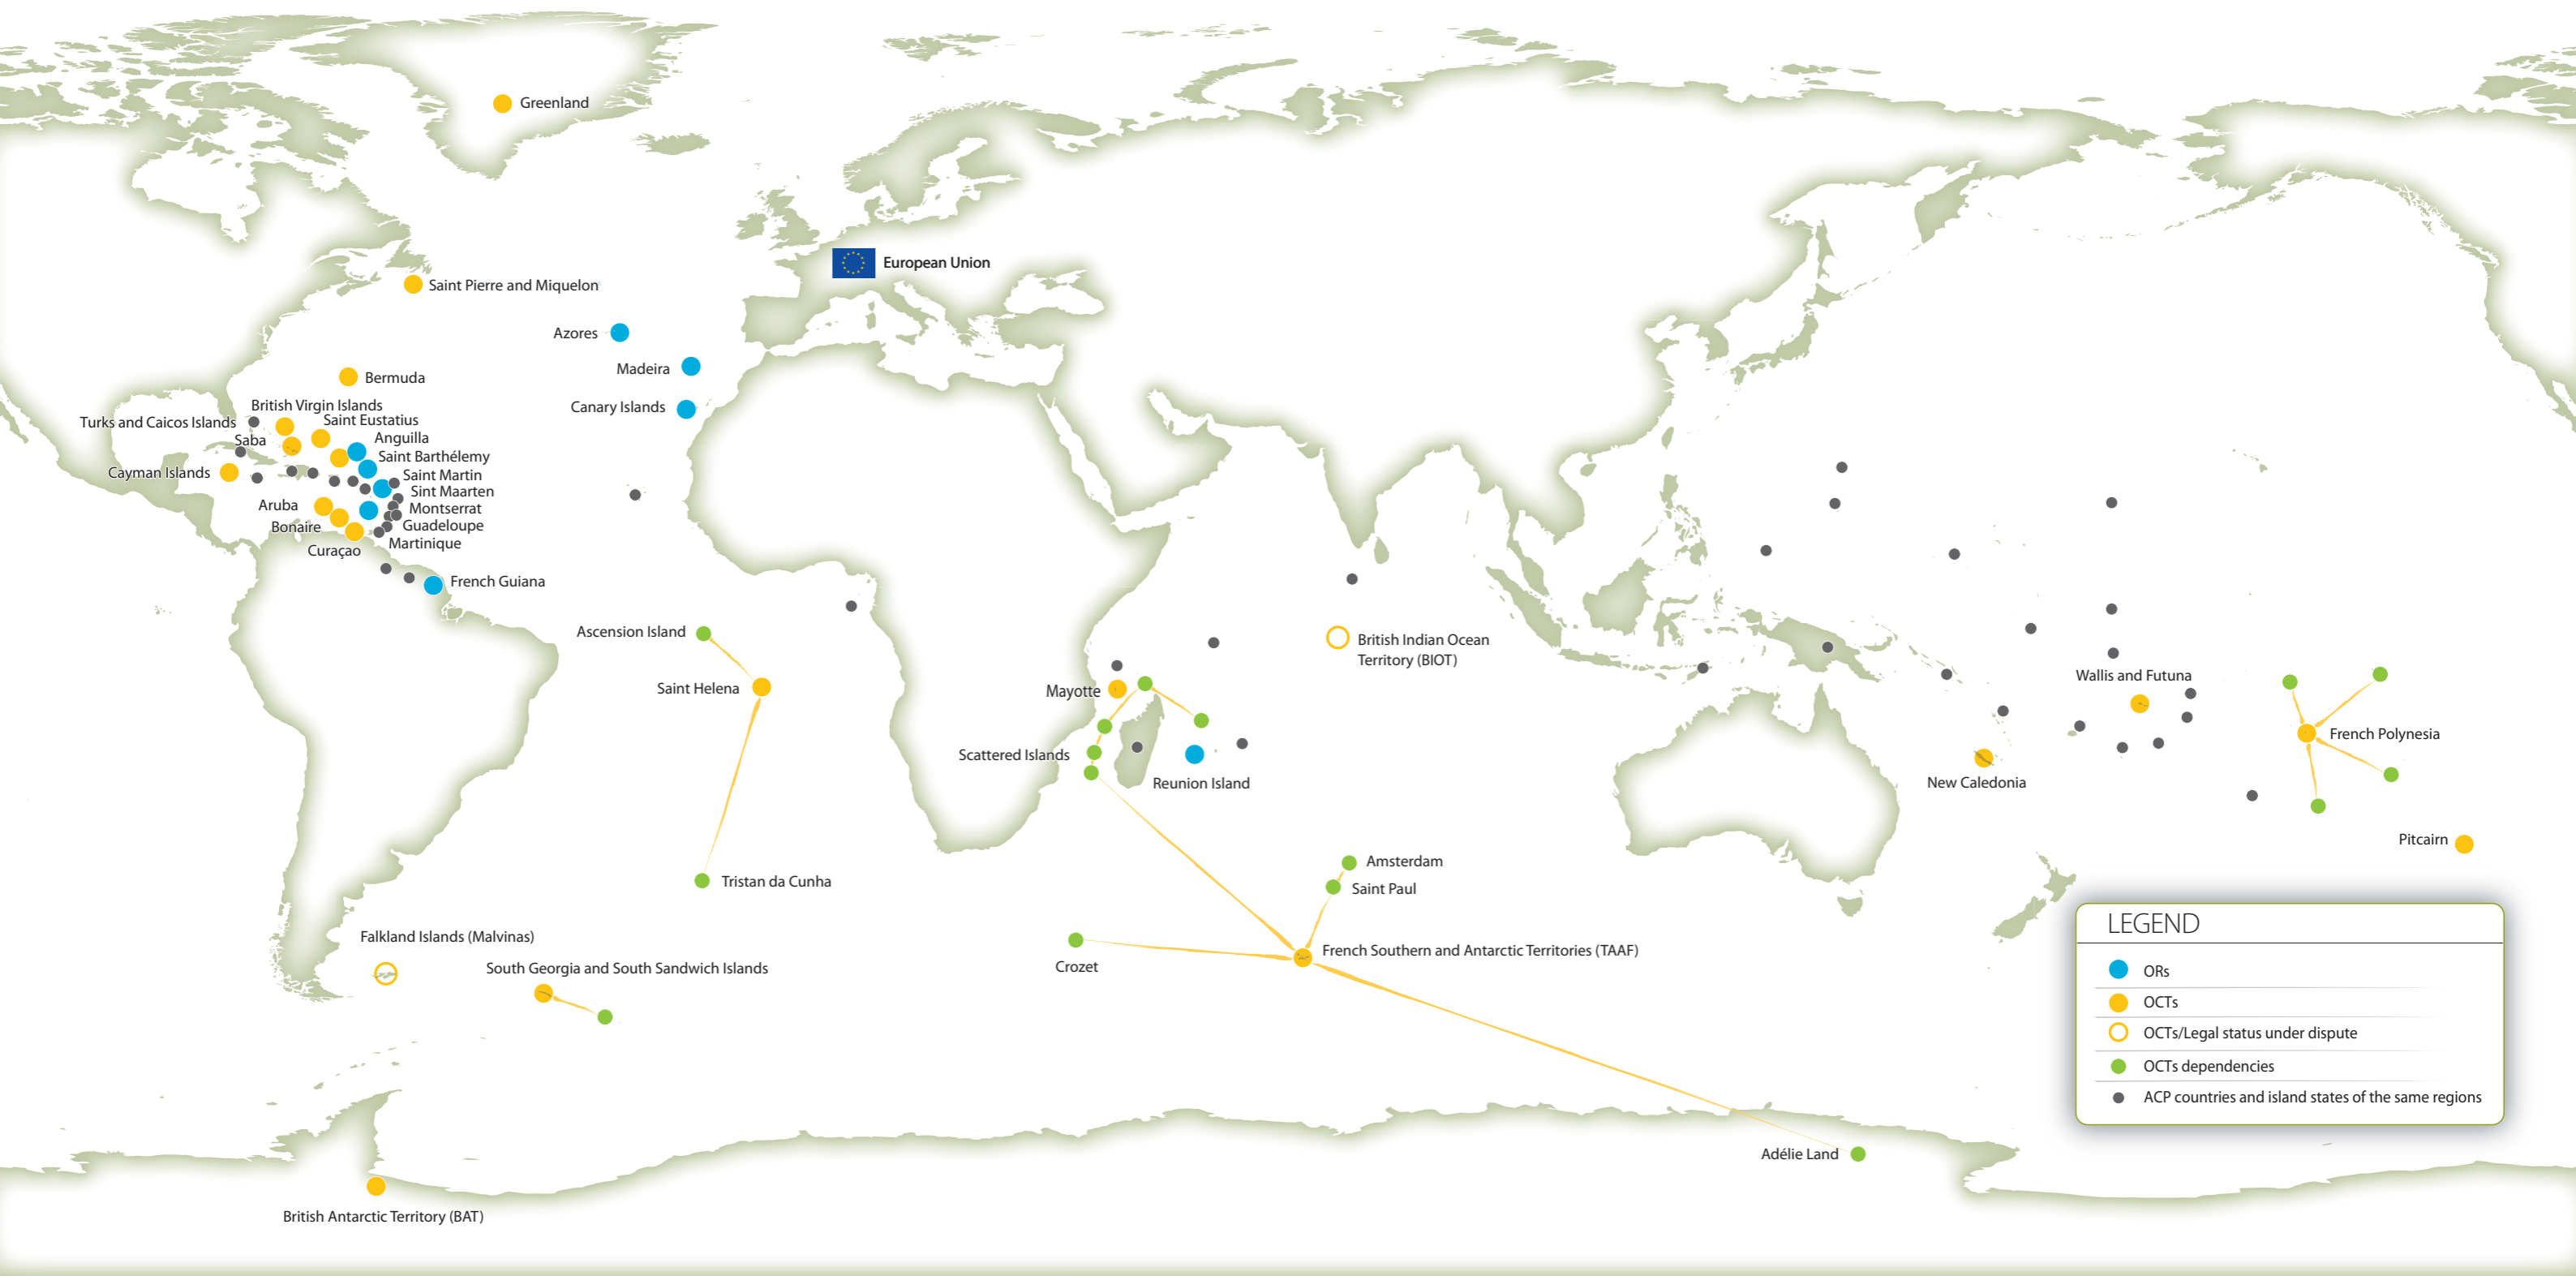 Greenland
European Union
Saint Pierre and Miquelon
Azores
Madeira
Bermuda
Canary Islands
British Virgin Islands
Turks and Caicos Islands
Saint Eustatius
Saba
Anguilla
Saint Barthélemy
Cayman Islands
Saint Martin
Sint Maarten
Aruba
Montserrat
Bonaire
Guadeloupe
Curaçao
Martinique
French Guiana
Ascension Island
British Indian Ocean
Territory (BIOT)
Saint Helena
Mayotte
Wallis and Futuna
French Polynesia
Scattered Islands
Reunion Island
New Caledonia
Pitcairn
Amsterdam
Tristan da Cunha
Saint Paul
Falkland Islands (Malvinas)
French Southern and Antarctic Territories (TAAF)
Crozet
South Georgia and South Sandwich Islands
LEGEND
ORs
OCTs
OCTs/Legal status under dispute
OCTs dependencies
ACP countries and island states of the same regions
Adélie Land
British Antarctic Territory (BAT)